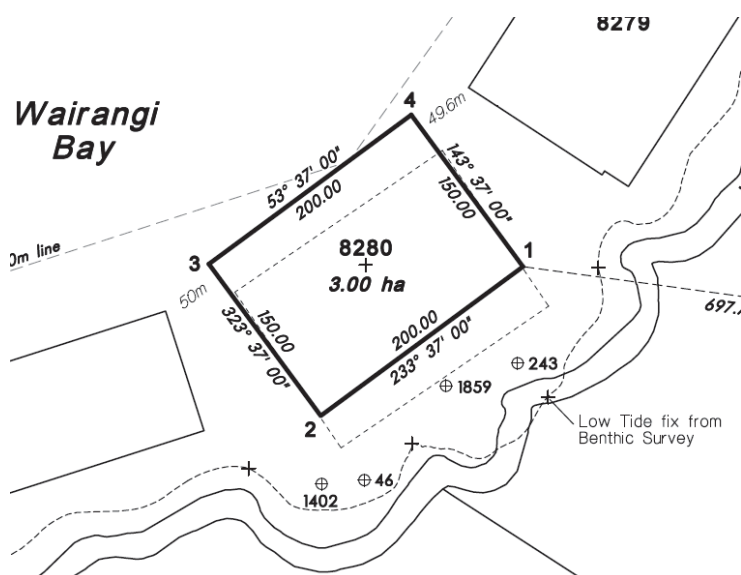 8279
Wairangi
Bay
4
49.6m
53° 37' 00"
200.00
143° 37' 00"
150.00
0m line
3
8280
3.00 ha
1
50m
150.00
323° 37' 00"
200.00
233° 37' 00"
697.
243
1859
2
Low Tide fix from
Benthic Survey
46
1402